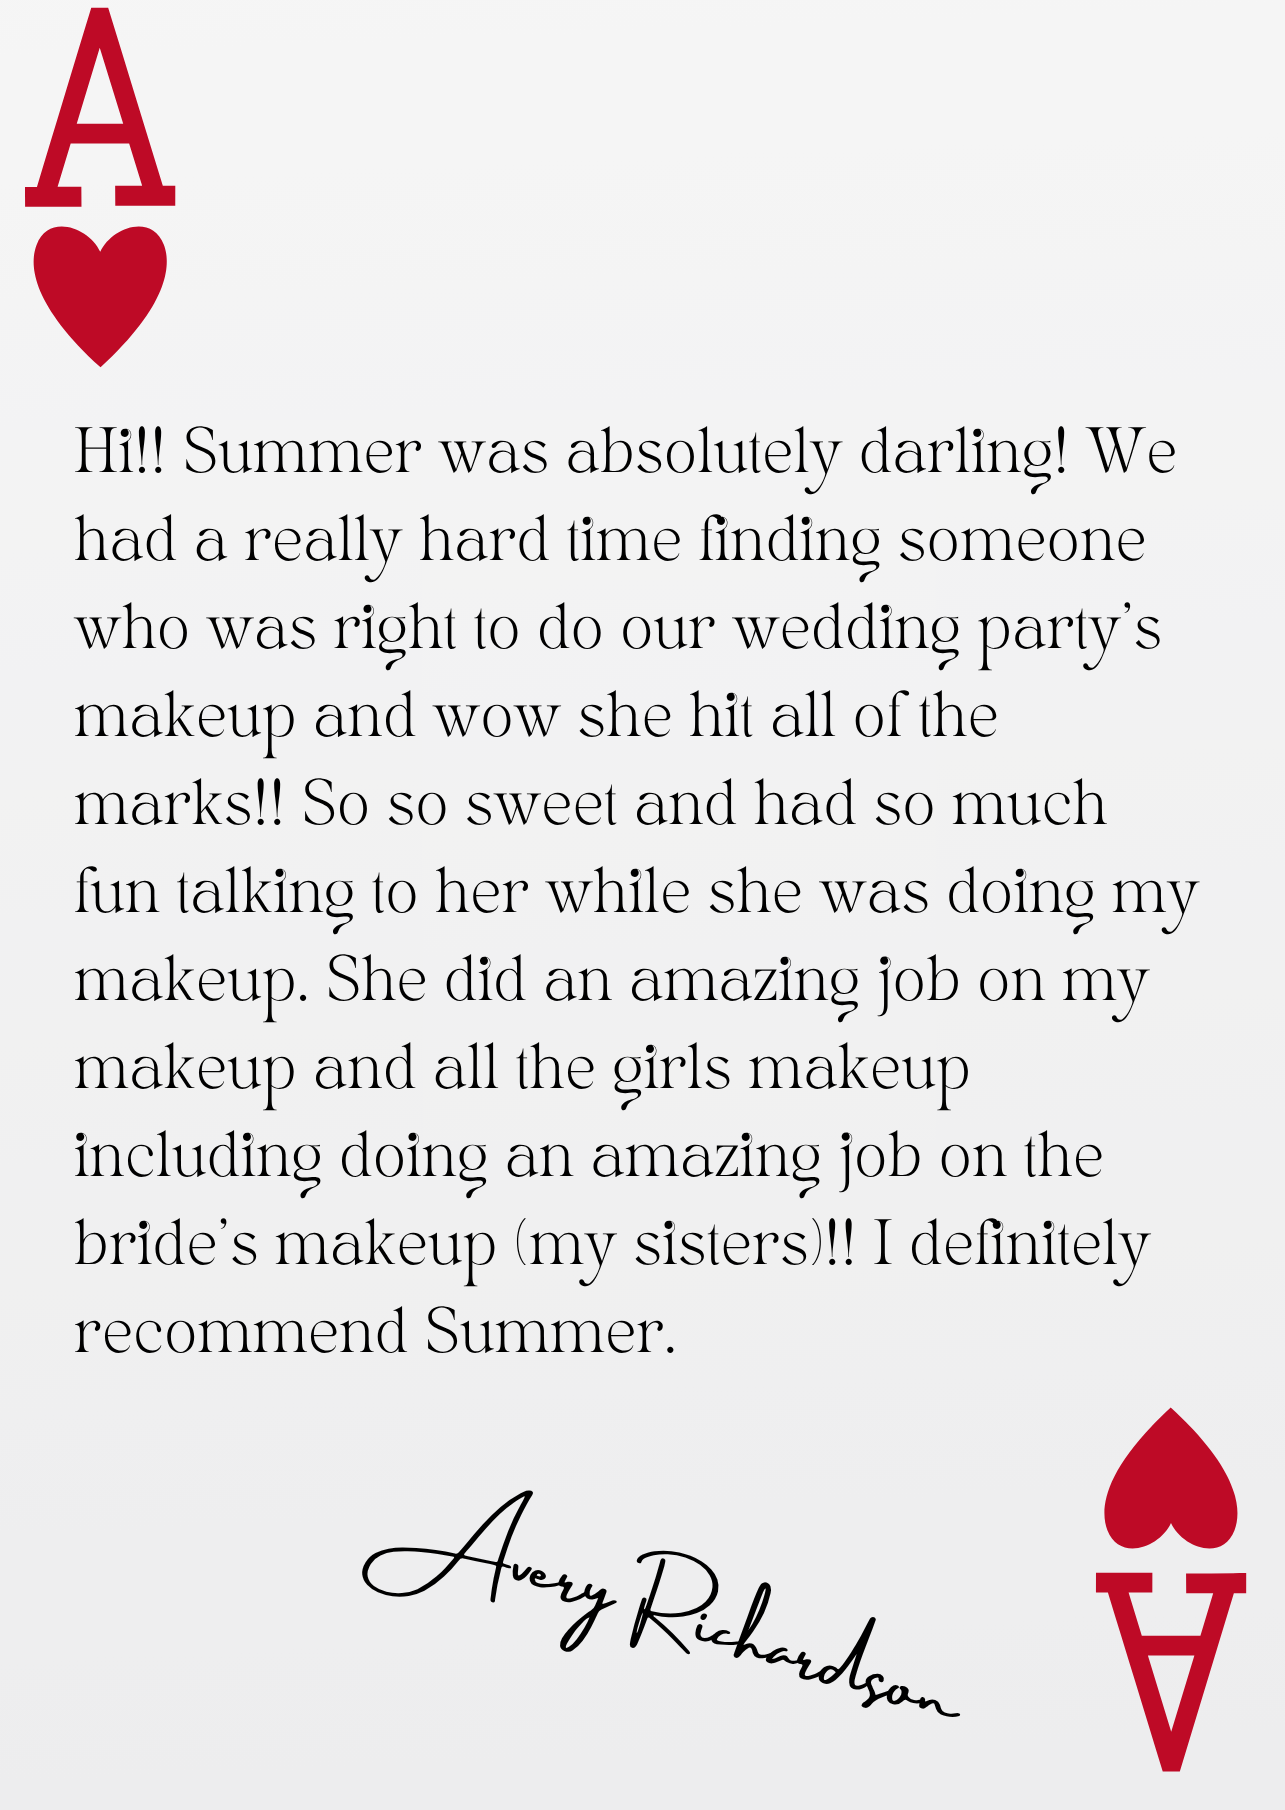 A
Hi!! Summer was absolutely darling! We
had a really hard time finding someone
who was right to do our wedding party’s
makeup and wow she hit all of the
marks!! So so sweet and had so much
fun talking to her while she was doing my
makeup. She did an amazing job on my
makeup and all the girls makeup
including doing an amazing job on the
bride’s makeup (my sisters)!! I definitely
recommend Summer.
Avery Richardson
A